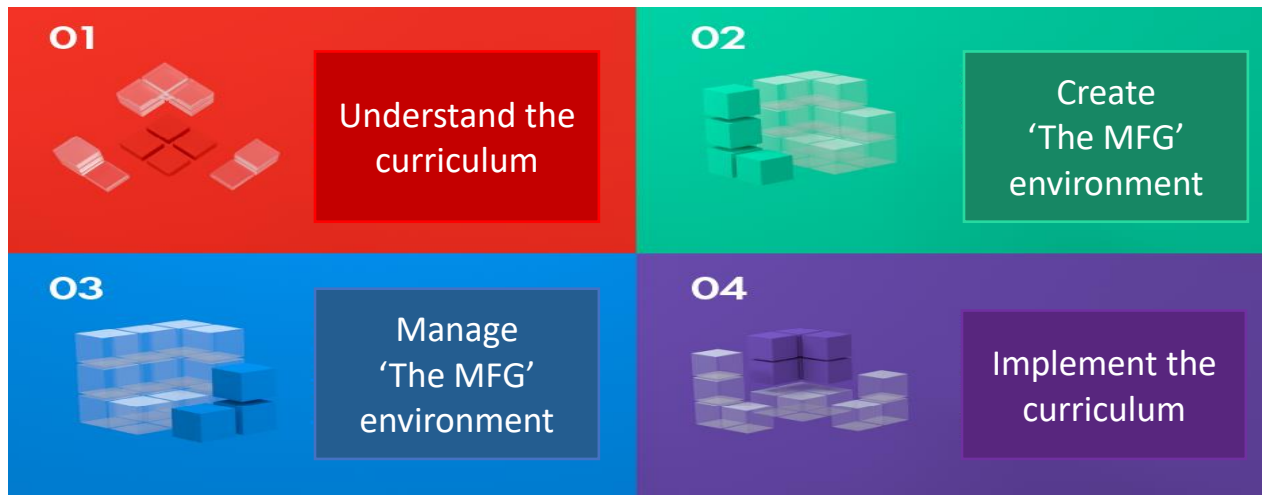 01
Understand the
curriculum
02
Create
‘The MFG’
environment
03
Manage
‘The MFG’
environment
04
Implement the
curriculum